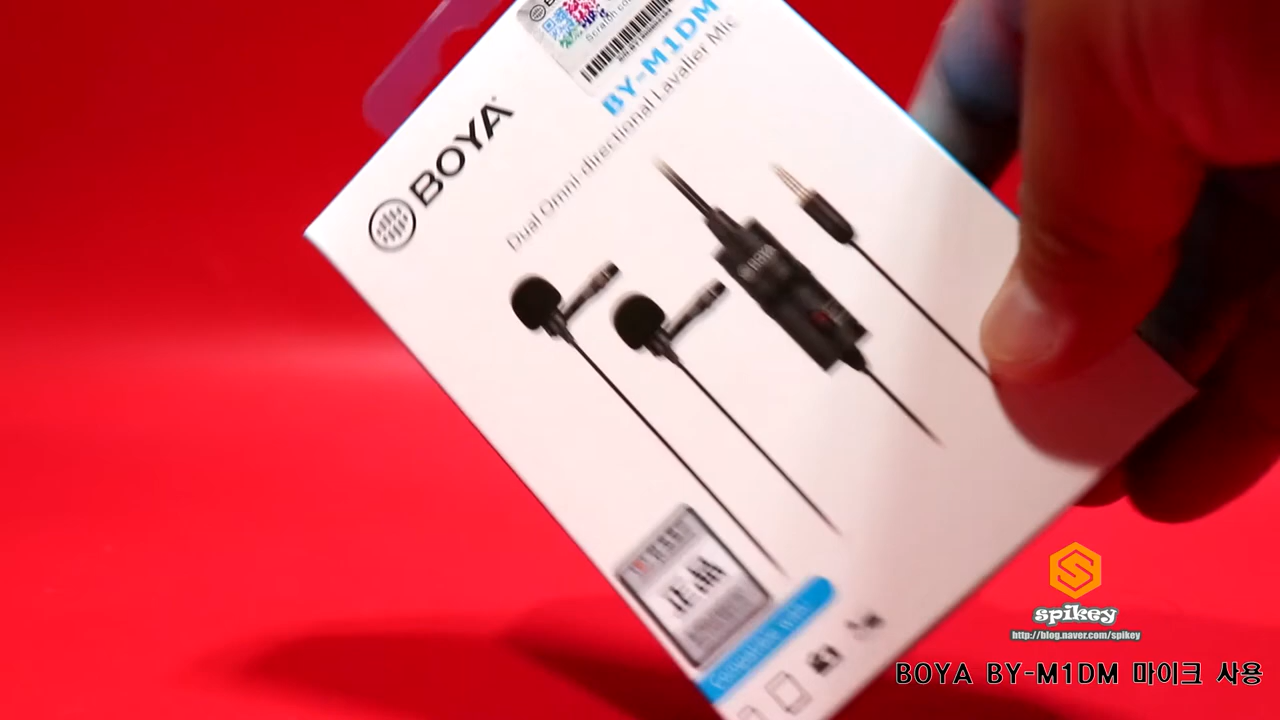 BY-M1DM
BOYA
Dual Omni-directional Lavalier Mic
BOYA
spikey
http://blog.naver.com/spikey
BOYA BY-M1DM 마이크 사용